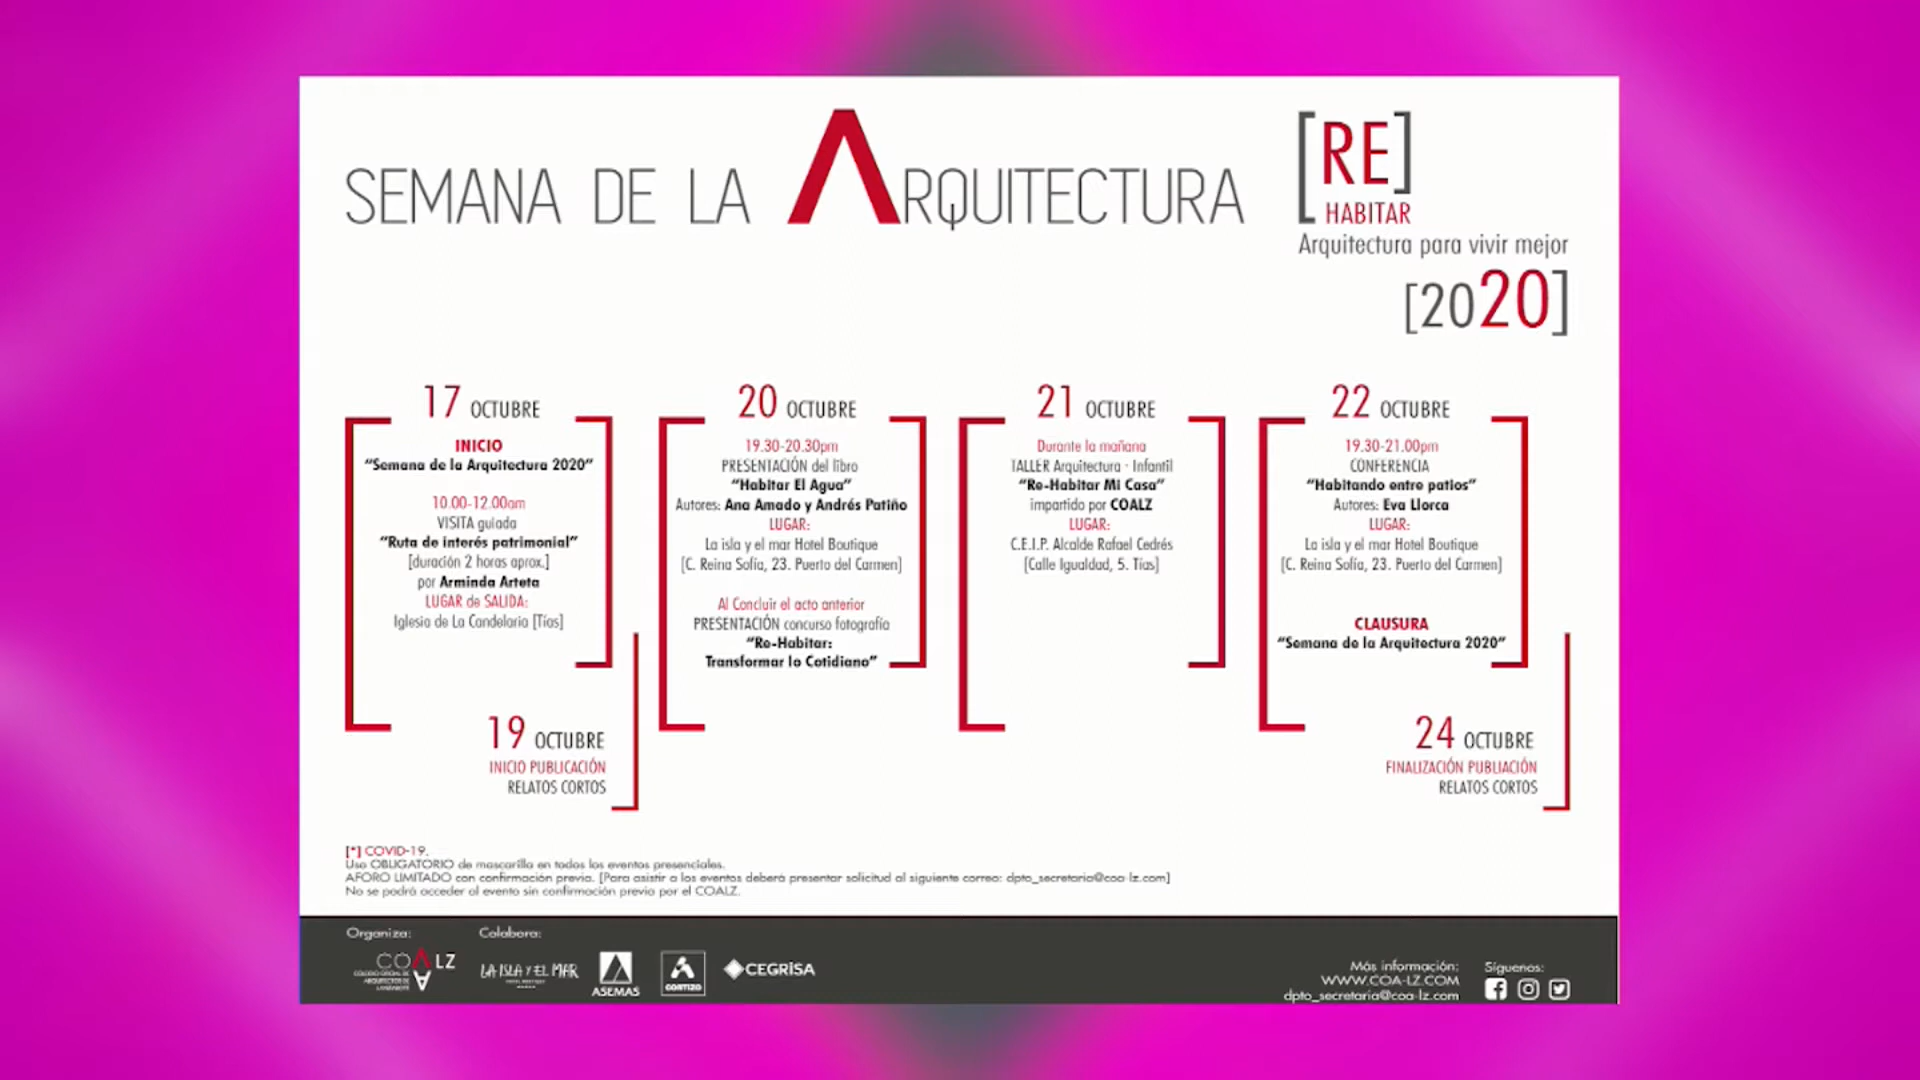 SEMANA DE LA ARQUITECTURA
[RE]
HABITAR
Arquitectura para vivir mejor
[2020]
17 OCTUBRE
INICIO
“Semana de la Arquitectura 2020”
10.00-12.00am
VISITA guiada
“Ruta de interés patrimonial”
[duración 2 horas aprox.]
por Arminda Arteta
LUGAR de SALIDA:
Iglesia de La Candelaria [Tías]
19 OCTUBRE
INICIO PUBLICACIÓN
RELATOS CORTOS
20 OCTUBRE
19.30-20.30pm
PRESENTACIÓN del libro
“Habitar El Agua”
Autores: Ana Amado y Andrés Patiño
LUGAR:
La isla y el mar Hotel Boutique
[C. Reina Sofía, 23. Puerto del Carmen]
Al Concluir el acto anterior
PRESENTACIÓN concurso fotografía
“Re-Habitar:
Transformar lo Cotidiano”
21 OCTUBRE
Durante la mañana
TALLER Arquitectura - Infantil
“Re-Habitar Mi Casa”
impartido por COALZ
LUGAR:
C.E.I.P. Alcalde Rafael Cedrés
[Calle Igualdad, 5. Tías]
22 OCTUBRE
19.30-21.00pm
CONFERENCIA
“Habitando entre patios”
Autores: Eva Llorca
LUGAR:
La isla y el mar Hotel Boutique
[C. Reina Sofía, 23. Puerto del Carmen]
CLAUSURA
“Semana de la Arquitectura 2020”
24 OCTUBRE
FINALIZACIÓN PUBLIACIÓN
RELATOS CORTOS
[*] COVID-19.
Uso OBLIGATORIO de mascarilla en todos los eventos presenciales.
AFORO LIMITADO con confirmación previa. [Para asistir a los eventos deberá presentar solicitud al siguiente correo: dpto_secretaria@coa-lz.com]
No se podrá acceder al evento sin confirmación previa por el COALZ.
Organiza:
COALZ
COLEGIO OFICIAL DE
ARQUITECTOS DE
LANZAROTE
Colabora:
LA ISLA Y EL MAR
HOTEL BOUTIQUE
ASEMAS
CORTIZO
CEGRISA
Más información:
WWW.COA-LZ.COM
dpto_secretaria@coa-lz.com
Síguenos: